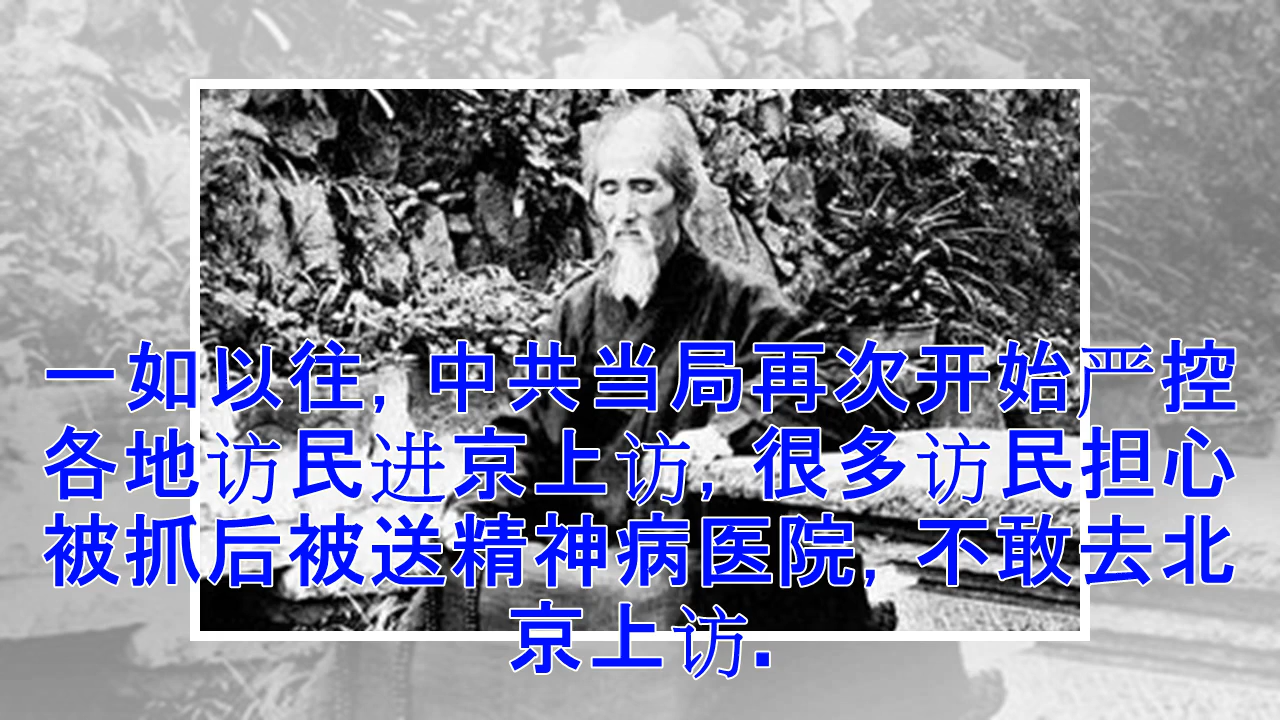 一如以往, 中共当局再次开始严控
各地访民进京上访, 很多访民担心
被抓后被送精神病医院, 不敢去北
京上访.